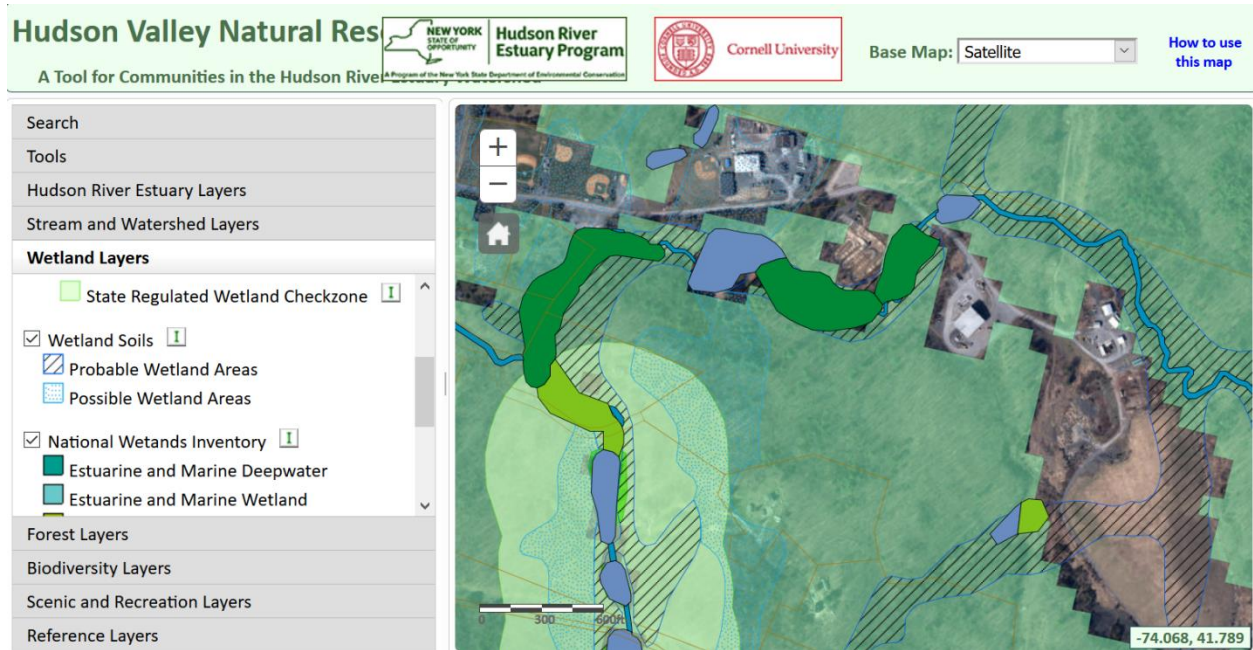 Hudson Valley Natural Res
A Tool for Communities in the Hudson River Estuary Watershed
NEW YORK
STATE OF
OPPORTUNITY
Hudson River
Estuary Program
A Program of the New York State Department of Environmental Conservation
Cornell University
Base Map:
Satellite
How to use
this map
Search
Tools
Hudson River Estuary Layers
Stream and Watershed Layers
Wetland Layers
State Regulated Wetland Checkzone
Wetland Soils
Probable Wetland Areas
Possible Wetland Areas
National Wetands Inventory
Estuarine and Marine Deepwater
Estuarine and Marine Wetland
Forest Layers
Biodiversity Layers
Scenic and Recreation Layers
Reference Layers
+
−
0 300 600ft
-74.068, 41.789